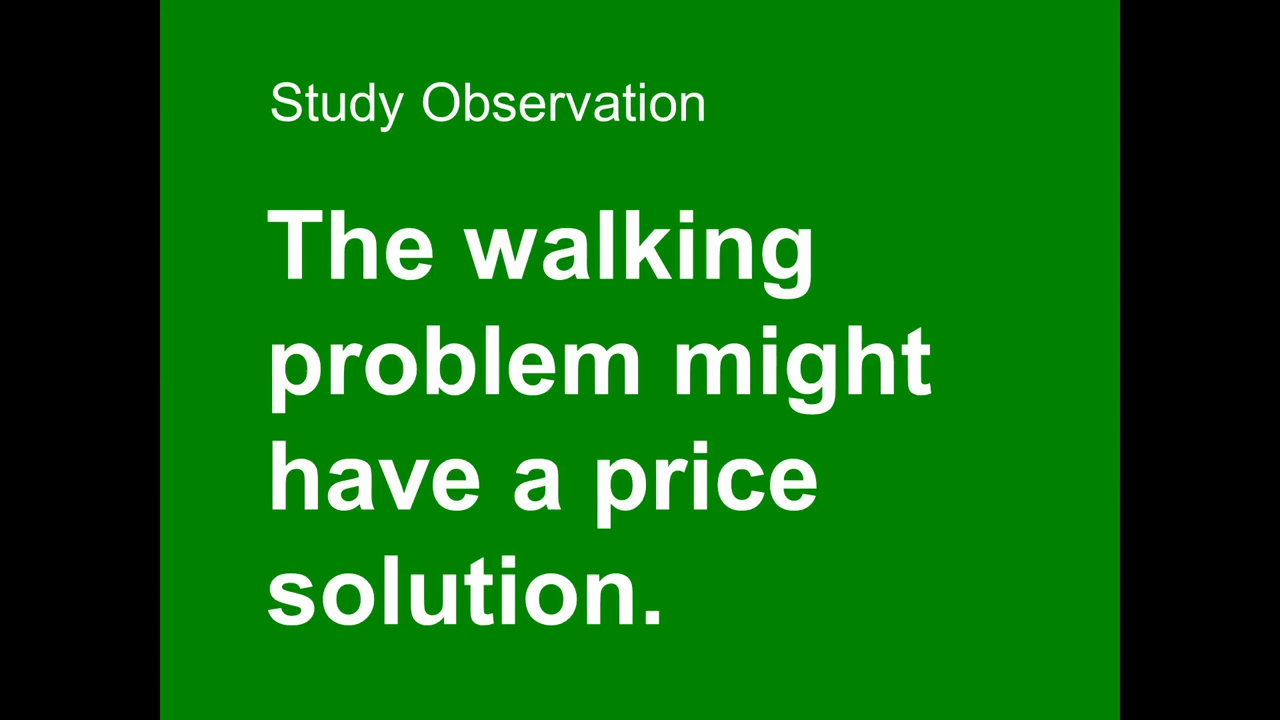 Study Observation
The walking
problem might
have a price
solution.